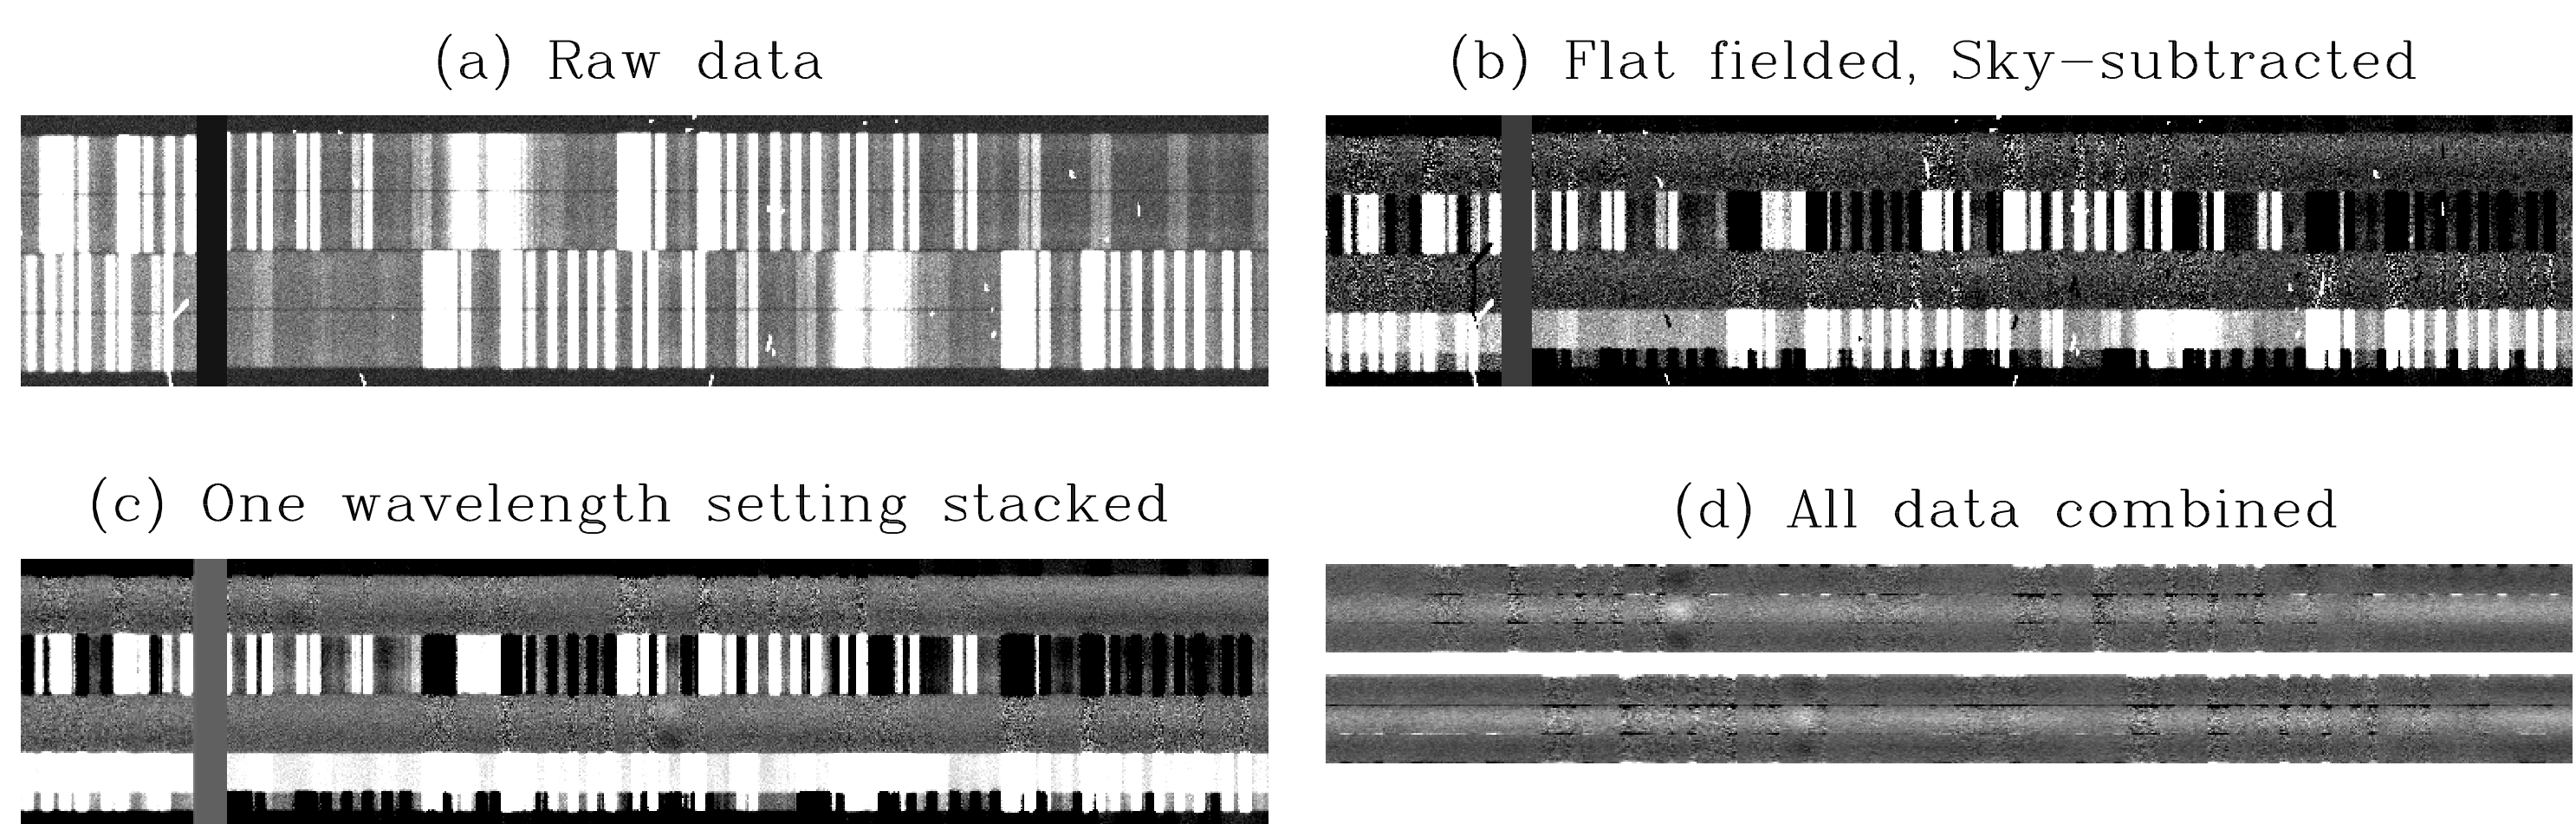 (a) Raw data
(b) Flat fielded, Sky-subtracted
(c) One wavelength setting stacked
(d) All data combined